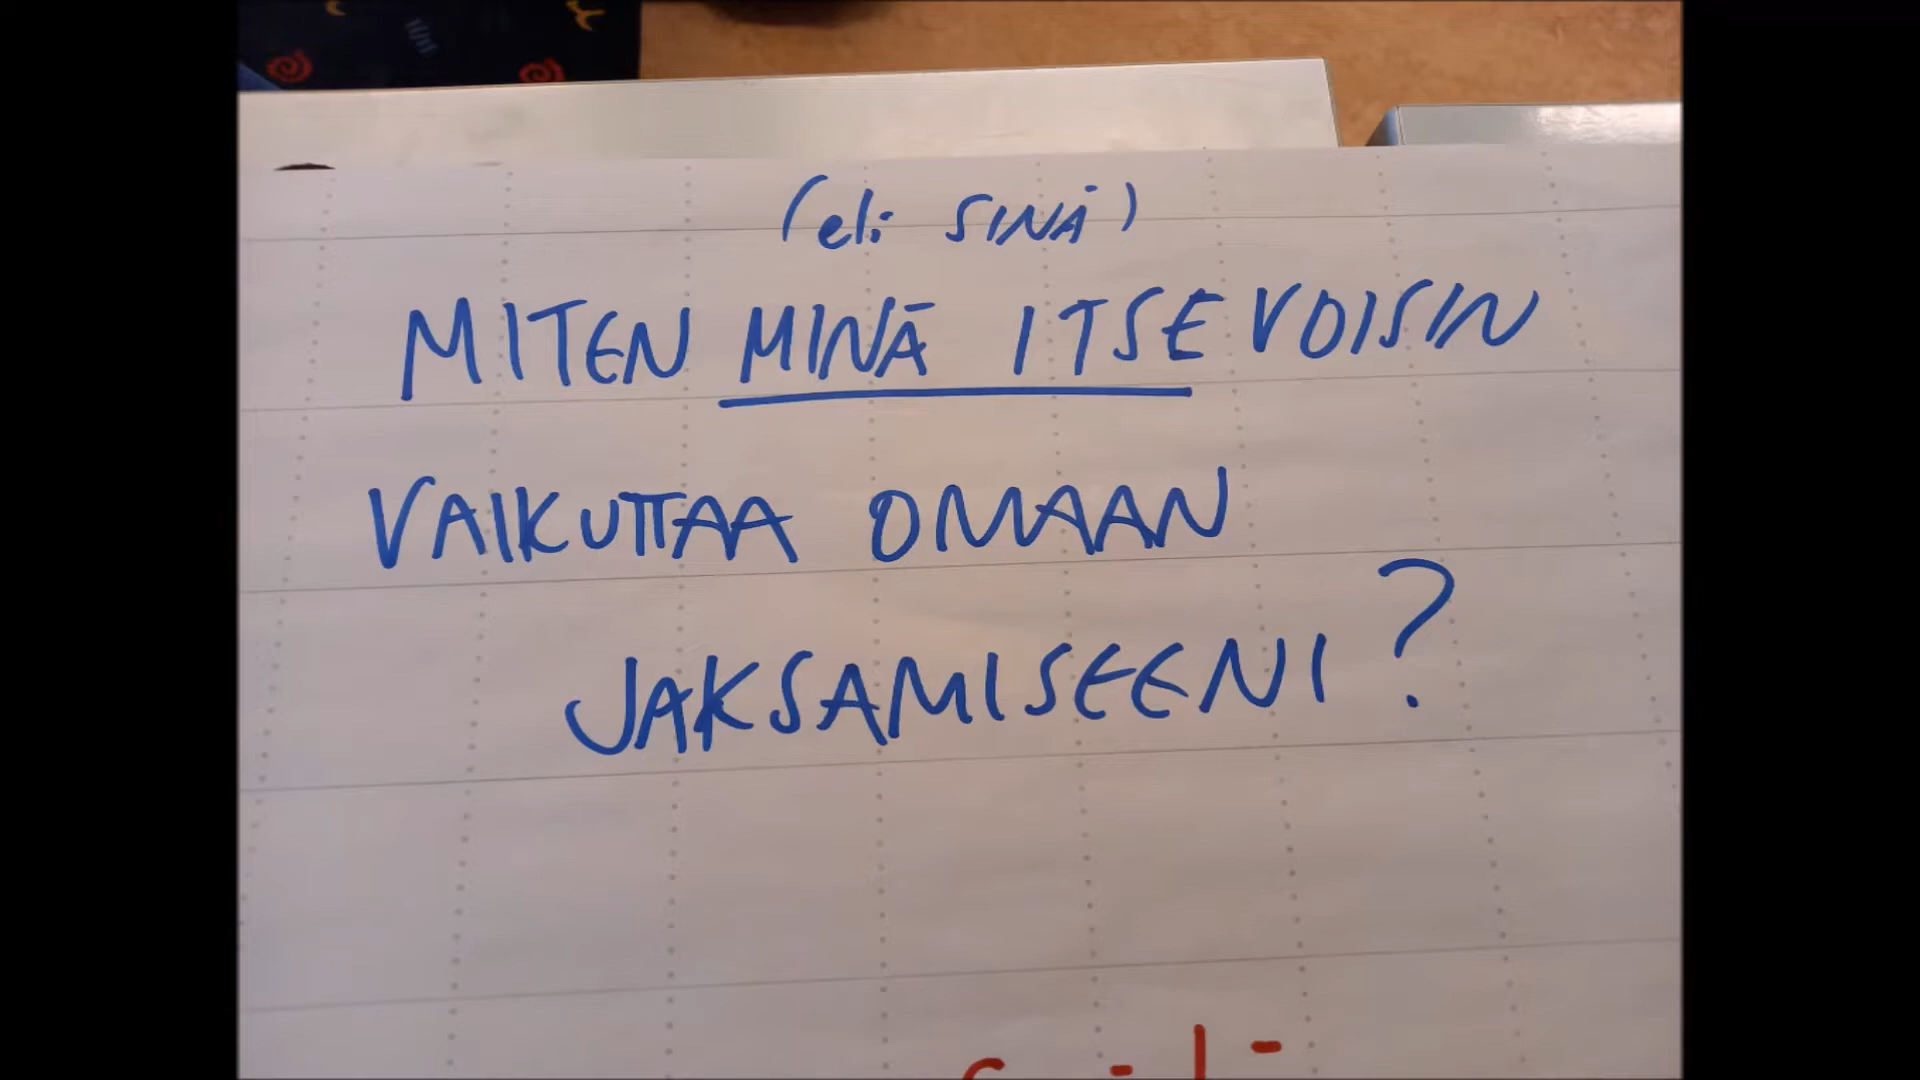 (eli SINÄ)
MITEN MINÄ ITSE VOISIN
VAIKUTTAA OMAAN
JAKSAMISEENI?